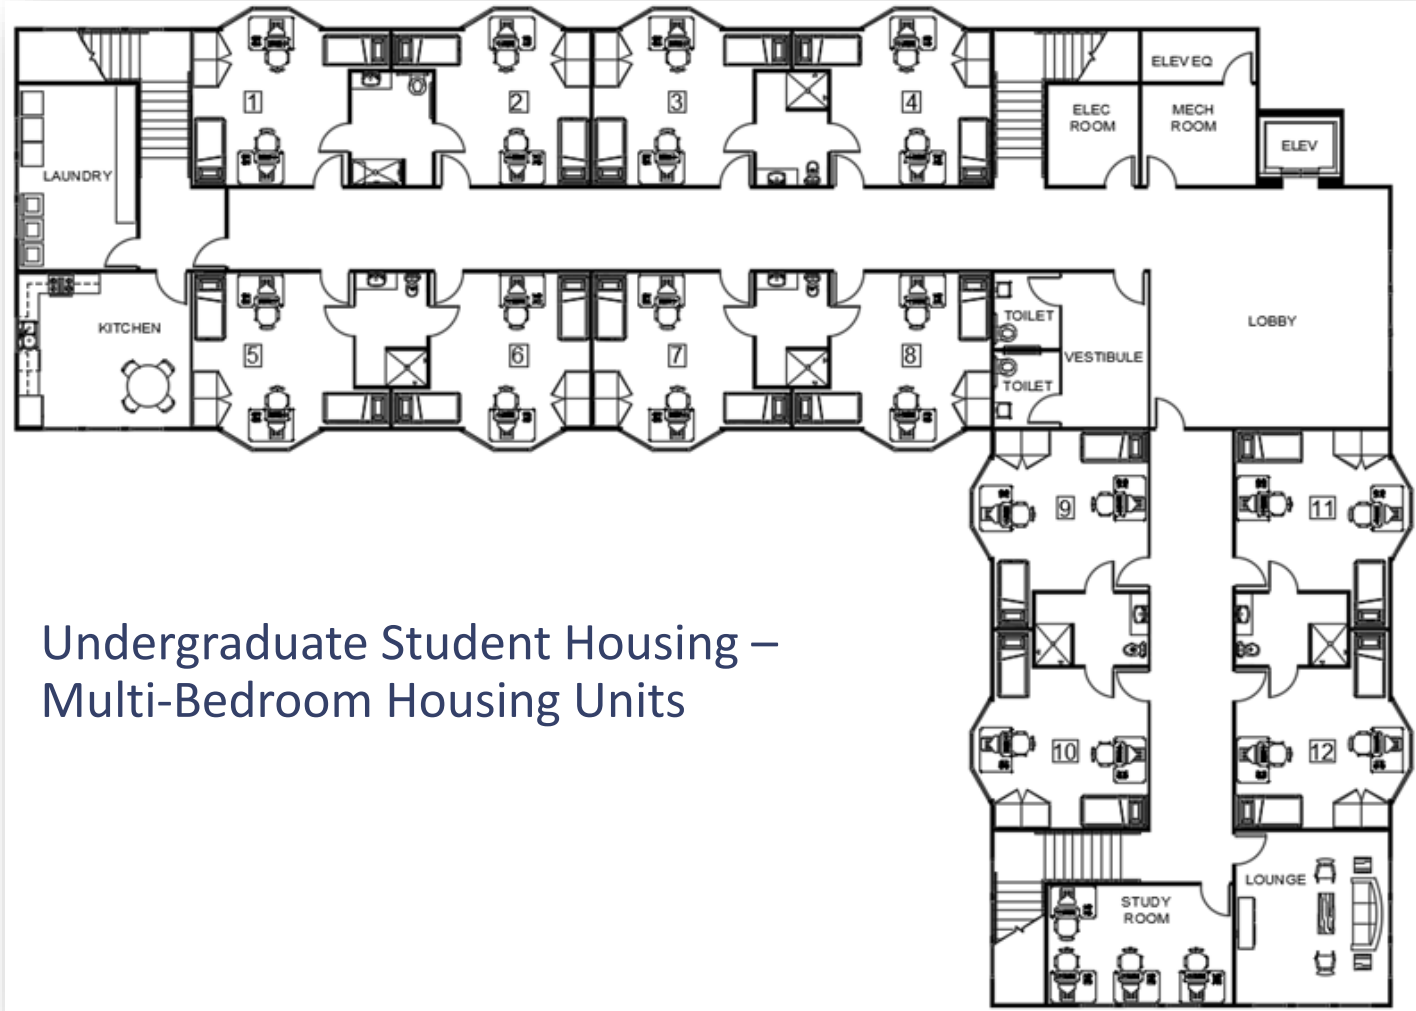 1
2
3
4
ELEV EQ
ELEC
ROOM
MECH
ROOM
ELEV
LAUNDRY
KITCHEN
5
6
7
8
TOILET
TOILET
VESTIBULE
LOBBY
9
11
10
12
Undergraduate Student Housing –
Multi-Bedroom Housing Units
STUDY
ROOM
LOUNGE